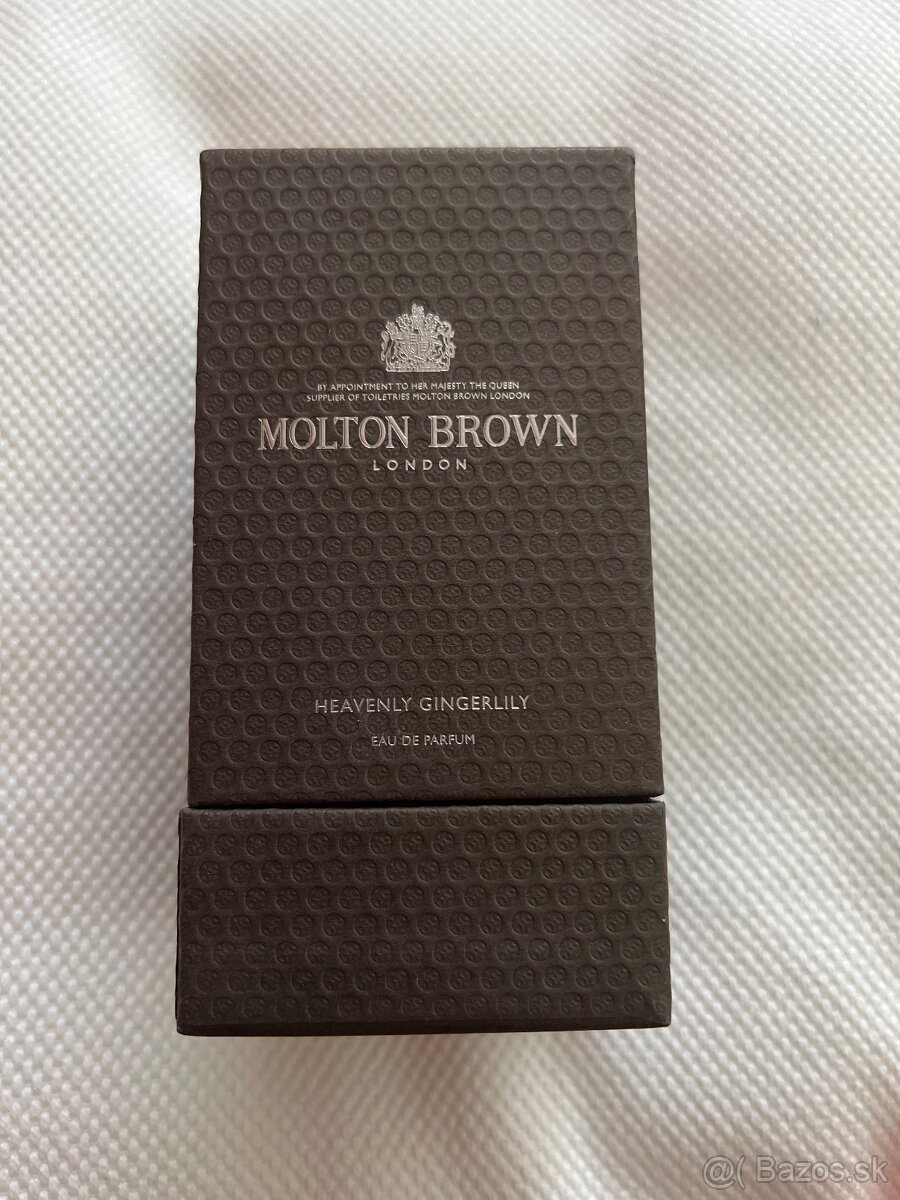 BY APPOINTMENT TO HER MAJESTY THE QUEEN
SUPPLIER OF TOILETRIES MOLTON BROWN LONDON
MOLTON BROWN
LONDON
HEAVENLY GINGERLILY
EAU DE PARFUM
@( Bazos.sk